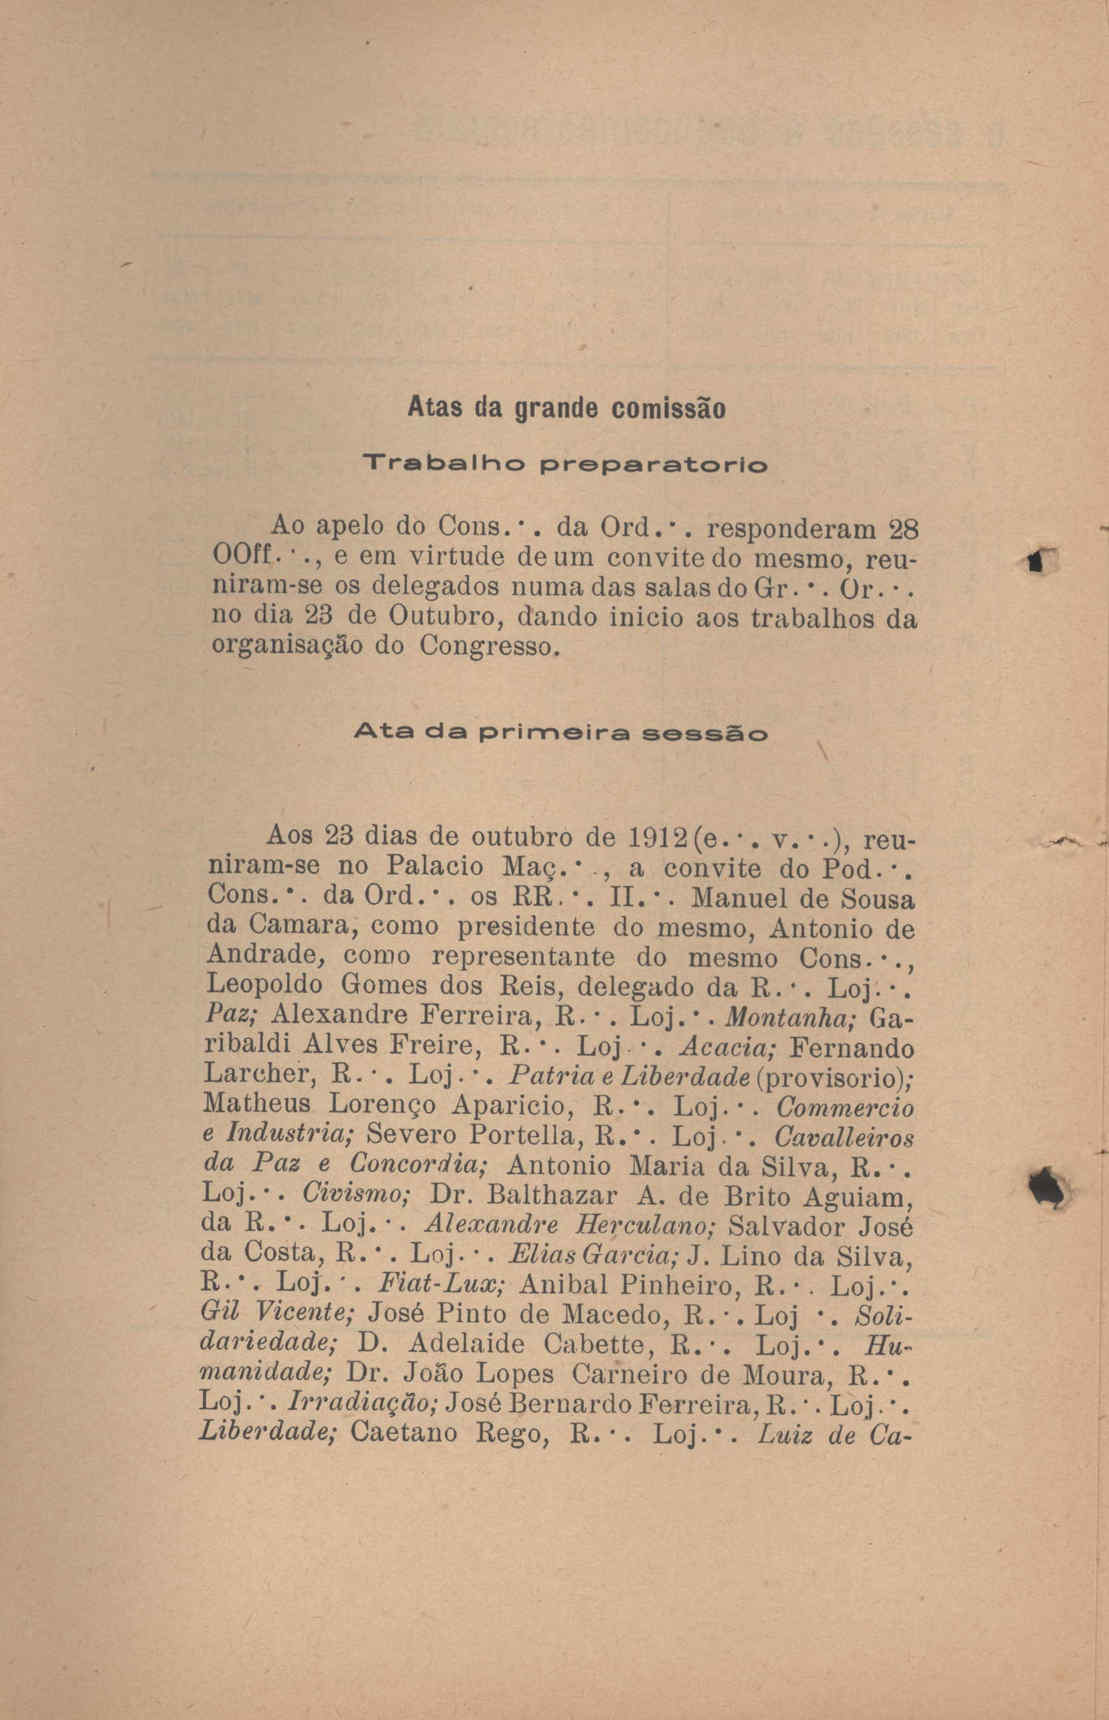 Atas da grande comissão
Trabalho preparatorio
Ao apelo do Cons.·. da Ord.·. responderam 28
OOff.·., e em virtude de um convite do mesmo, reu-
niram-se os delegados numa das salas do Gr.·. Or.·.
no dia 23 de Outubro, dando inicio aos trabalhos da
organisação do Congresso.
Ata da primeira sessão
Aos 23 dias de outubro de 1912 (e.·. v.·.), reu-
niram-se no Palacio Maç.·., a convite do Pod.·.
Cons.·. da Ord.·. os RR.·. II.·. Manuel de Sousa
da Camara, como presidente do mesmo, Antonio de
Andrade, como representante do mesmo Cons.·.,
Leopoldo Gomes dos Reis, delegado da R.·. Loj.·.
Paz; Alexandre Ferreira, R.·. Loj.·. Montanha; Ga-
ribaldi Alves Freire, R.·. Loj.·. Acacia; Fernando
Larcher, R.·. Loj.·. Patria e Liberdade (provisorio);
Matheus Lorenço Aparicio, R.·. Loj.·. Commercio
e Industria; Severo Portella, R.·. Loj.·. Cavalleiros
da Paz e Concordia; Antonio Maria da Silva, R.·.
Loj.·. Civismo; Dr. Balthazar A. de Brito Aguiam,
da R.·. Loj.·. Alexandre Herculano; Salvador José
da Costa, R.·. Loj.·. Elias Garcia; J. Lino da Silva,
R.·. Loj.·. Fiat-Lux; Anibal Pinheiro, R.·. Loj.·.
Gil Vicente; José Pinto de Macedo, R.·. Loj ·. Soli-
dariedade; D. Adelaide Cabette, R.·. Loj.·. Hu-
manidade; Dr. João Lopes Carneiro de Moura, R.·.
Loj.·. Irradiação; José Bernardo Ferreira, R.·. Loj.·.
Liberdade; Caetano Rego, R.·. Loj.·. Luiz de Ca-